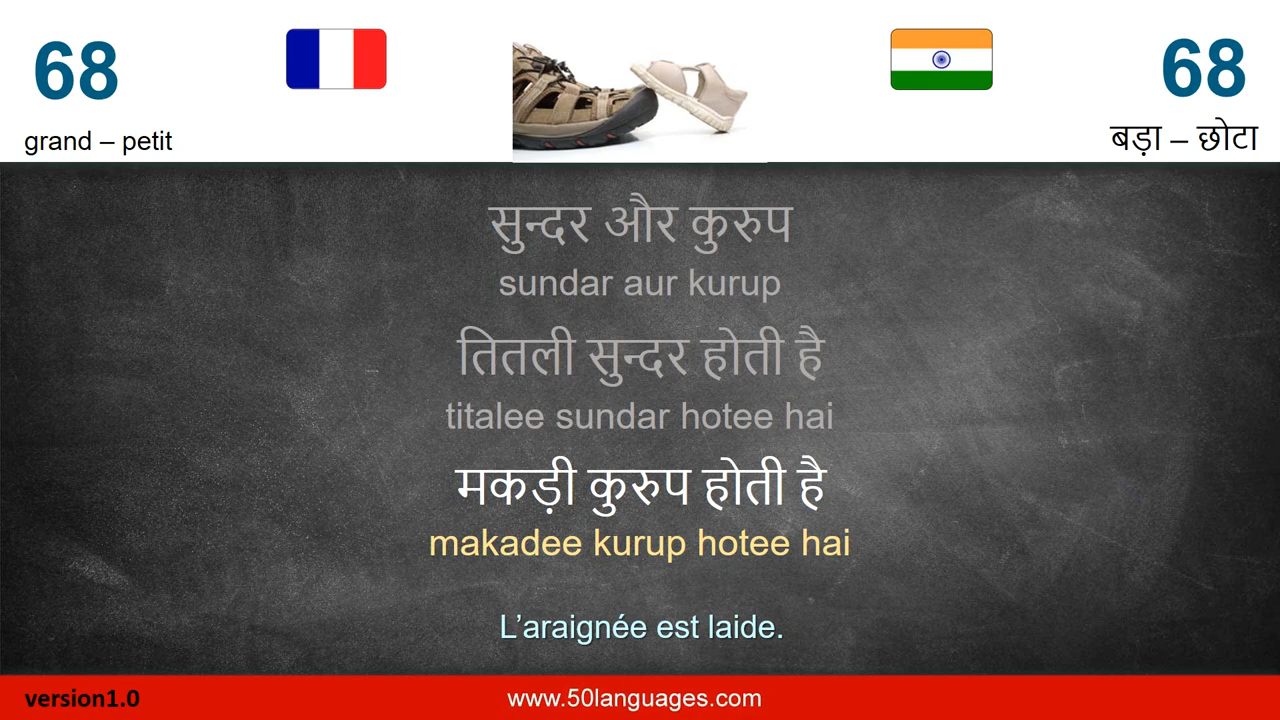 68
68
grand – petit
बड़ा – छोटा
सुन्दर और कुरुप
sundar aur kurup
तितली सुन्दर होती है
titalee sundar hotee hai
मकड़ी कुरुप होती है
makadee kurup hotee hai
L’araignée est laide.
version1.0
www.50languages.com